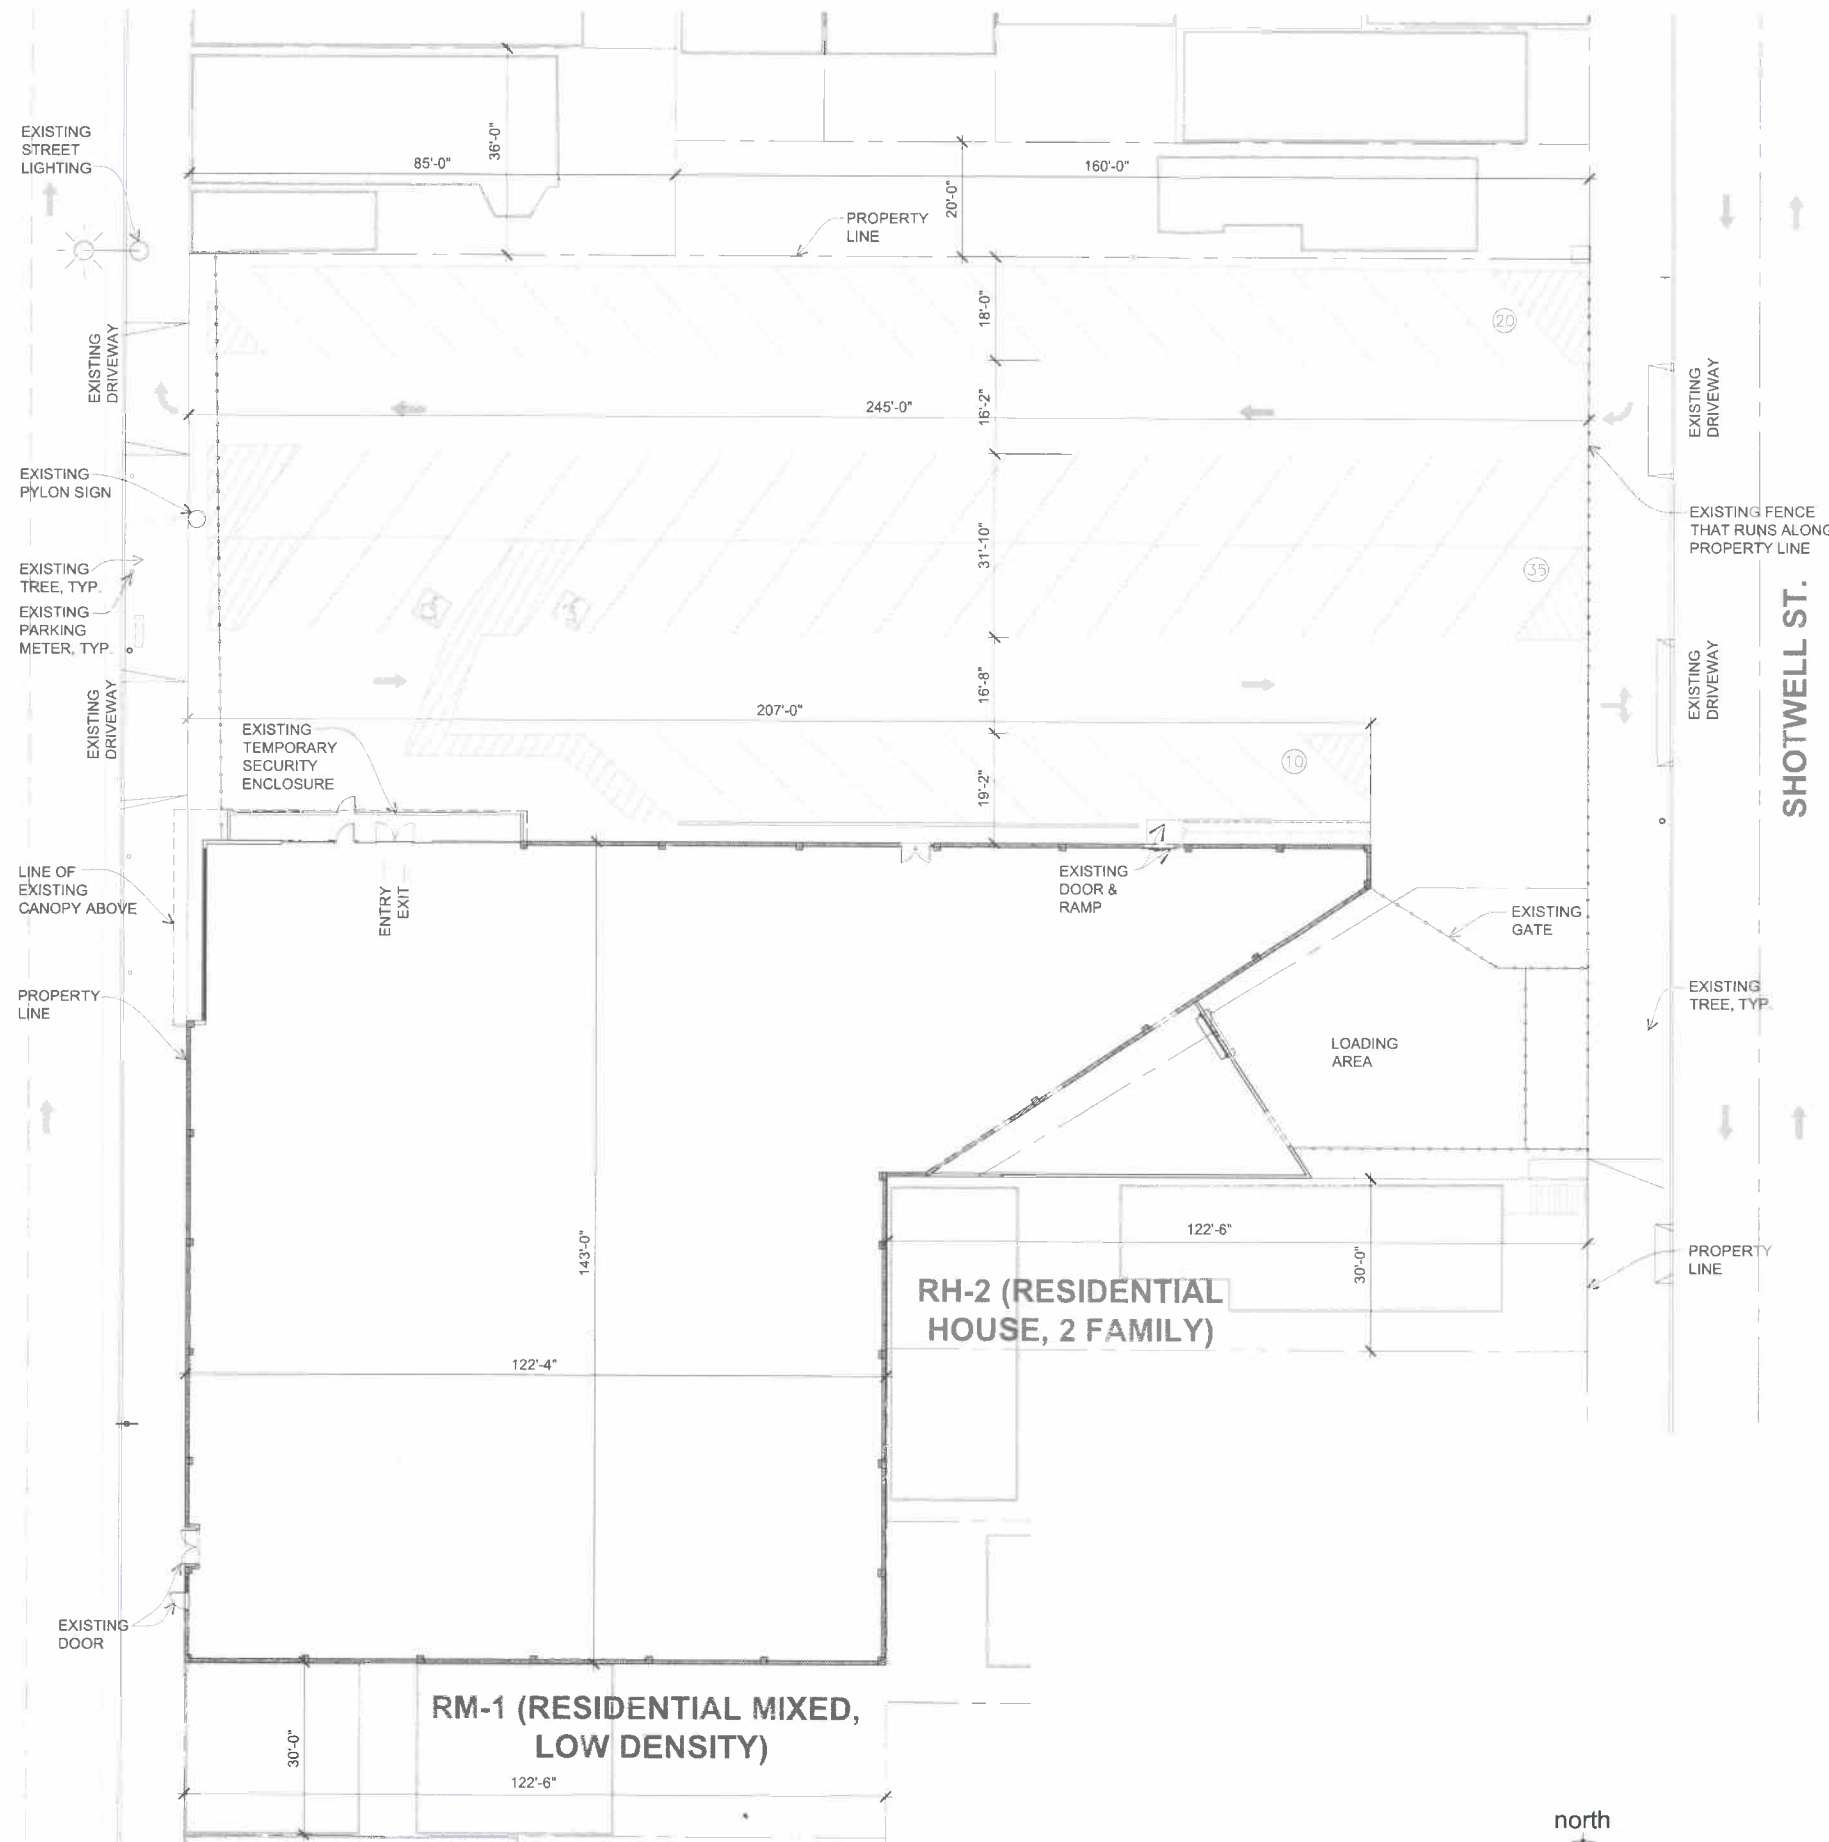 EXISTING
STREET
LIGHTING
85'-0"
36'-0"
160'-0"
20'-0"
PROPERTY
LINE
18'-0"
20
EXISTING
DRIVEWAY
245'-0"
16'-2"
EXISTING
DRIVEWAY
EXISTING
PYLON SIGN
EXISTING FENCE
THAT RUNS ALONG
PROPERTY LINE
31'-10"
35
EXISTING
TREE, TYP.
EXISTING
PARKING
METER, TYP.
SHOTWELL ST.
EXISTING
DRIVEWAY
16'-8"
EXISTING
DRIVEWAY
207'-0"
EXISTING
TEMPORARY
SECURITY
ENCLOSURE
10
19'-2"
LINE OF
EXISTING
CANOPY ABOVE
ENTRY
EXIT
EXISTING
DOOR &
RAMP
EXISTING
GATE
PROPERTY
LINE
EXISTING
TREE, TYP.
LOADING
AREA
143'-0"
122'-6"
30'-0"
PROPERTY
LINE
RH-2 (RESIDENTIAL
HOUSE, 2 FAMILY)
122'-4"
EXISTING
DOOR
RM-1 (RESIDENTIAL MIXED,
LOW DENSITY)
30'-0"
122'-6"
north